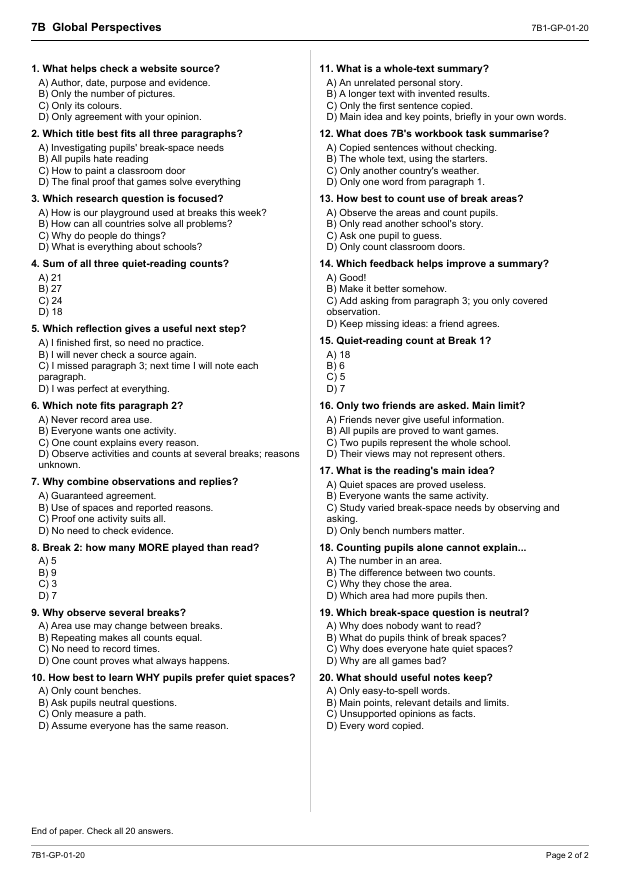 7B Global Perspectives
7B1-GP-01-20
1. What helps check a website source?
A) Author, date, purpose and evidence.
B) Only the number of pictures.
C) Only its colours.
D) Only agreement with your opinion.
2. Which title best fits all three paragraphs?
A) Investigating pupils' break-space needs
B) All pupils hate reading
C) How to paint a classroom door
D) The final proof that games solve everything
3. Which research question is focused?
A) How is our playground used at breaks this week?
B) How can all countries solve all problems?
C) Why do people do things?
D) What is everything about schools?
4. Sum of all three quiet-reading counts?
A) 21
B) 27
C) 24
D) 18
5. Which reflection gives a useful next step?
A) I finished first, so need no practice.
B) I will never check a source again.
C) I missed paragraph 3; next time I will note each
paragraph.
D) I was perfect at everything.
6. Which note fits paragraph 2?
A) Never record area use.
B) Everyone wants one activity.
C) One count explains every reason.
D) Observe activities and counts at several breaks; reasons
unknown.
7. Why combine observations and replies?
A) Guaranteed agreement.
B) Use of spaces and reported reasons.
C) Proof one activity suits all.
D) No need to check evidence.
8. Break 2: how many MORE played than read?
A) 5
B) 9
C) 3
D) 7
9. Why observe several breaks?
A) Area use may change between breaks.
B) Repeating makes all counts equal.
C) No need to record times.
D) One count proves what always happens.
10. How best to learn WHY pupils prefer quiet spaces?
A) Only count benches.
B) Ask pupils neutral questions.
C) Only measure a path.
D) Assume everyone has the same reason.
11. What is a whole-text summary?
A) An unrelated personal story.
B) A longer text with invented results.
C) Only the first sentence copied.
D) Main idea and key points, briefly in your own words.
12. What does 7B's workbook task summarise?
A) Copied sentences without checking.
B) The whole text, using the starters.
C) Only another country's weather.
D) Only one word from paragraph 1.
13. How best to count use of break areas?
A) Observe the areas and count pupils.
B) Only read another school's story.
C) Ask one pupil to guess.
D) Only count classroom doors.
14. Which feedback helps improve a summary?
A) Good!
B) Make it better somehow.
C) Add asking from paragraph 3; you only covered
observation.
D) Keep missing ideas: a friend agrees.
15. Quiet-reading count at Break 1?
A) 18
B) 6
C) 5
D) 7
16. Only two friends are asked. Main limit?
A) Friends never give useful information.
B) All pupils are proved to want games.
C) Two pupils represent the whole school.
D) Their views may not represent others.
17. What is the reading's main idea?
A) Quiet spaces are proved useless.
B) Everyone wants the same activity.
C) Study varied break-space needs by observing and
asking.
D) Only bench numbers matter.
18. Counting pupils alone cannot explain...
A) The number in an area.
B) The difference between two counts.
C) Why they chose the area.
D) Which area had more pupils then.
19. Which break-space question is neutral?
A) Why does nobody want to read?
B) What do pupils think of break spaces?
C) Why does everyone hate quiet spaces?
D) Why are all games bad?
20. What should useful notes keep?
A) Only easy-to-spell words.
B) Main points, relevant details and limits.
C) Unsupported opinions as facts.
D) Every word copied.
End of paper. Check all 20 answers.
7B1-GP-01-20
Page 2 of 2